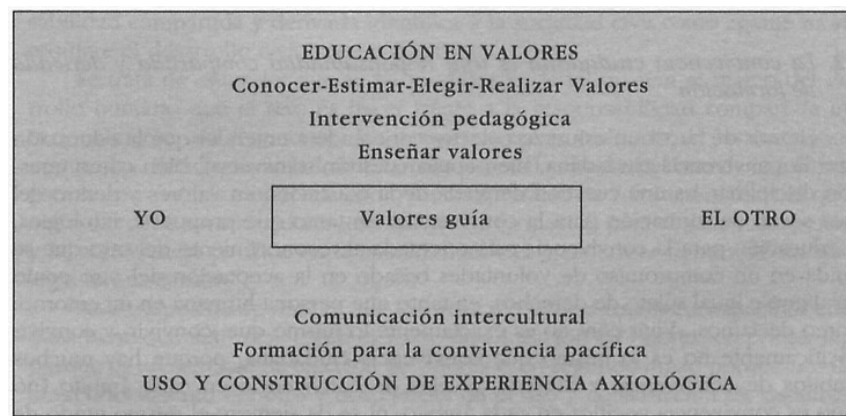 EDUCACIÓN EN VALORES
Conocer-Estimar-Elegir-Realizar Valores
Intervención pedagógica
Enseñar valores
YO Valores guía EL OTRO
Comunicación intercultural
Formación para la convivencia pacífica
USO Y CONSTRUCCIÓN DE EXPERIENCIA AXIOLÓGICA